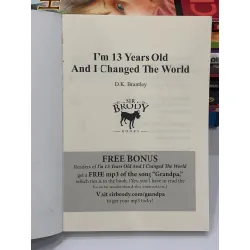 I'm 13 Years Old
And I Changed The World
D.K. Brantley
SIR
BRODY
BOOKS
FREE BONUS
Readers of I'm 13 Years Old And I Changed The World
get a FREE mp3 of the song "Grandpa,"
which ties in to the book. (Yes, you'll have to read the
Visit sirbrody.com/grandpa
to get your mp3 today!